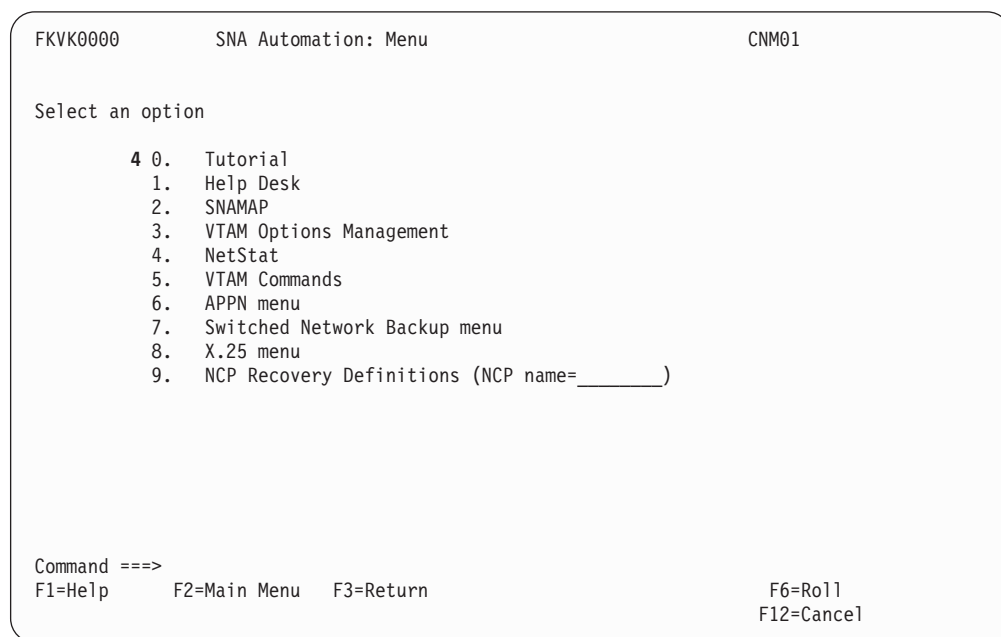 FKVK0000 SNA Automation: Menu CNM01
Select an option
4 0. Tutorial
1. Help Desk
2. SNAMAP
3. VTAM Options Management
4. NetStat
5. VTAM Commands
6. APPN menu
7. Switched Network Backup menu
8. X.25 menu
9. NCP Recovery Definitions (NCP name=________)
Command ===>
F1=Help F2=Main Menu F3=Return F6=Roll
F12=Cancel